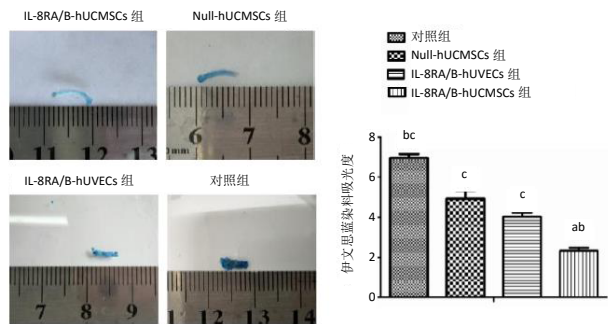 IL-8RA/B-hUCMSCs 组
Null-hUCMSCs 组
11 12 13
6 7 8
mm
IL-8RA/B-hUVECs 组
对照组
7 8 9
11 12 13 14
对照组
Null-hUCMSCs 组
IL-8RA/B-hUVECs 组
IL-8RA/B-hUCMSCs 组
伊文思蓝染料吸光度
8
6
4
2
0
bc
c
c
ab